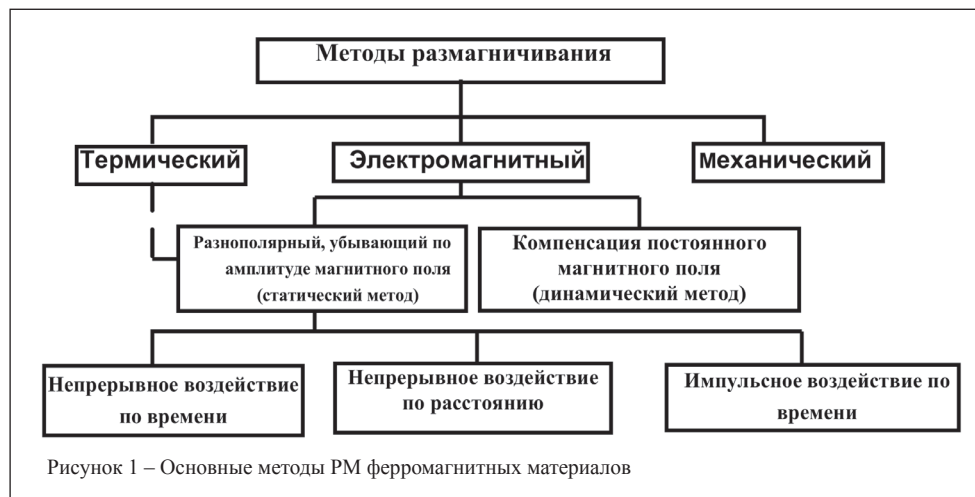 Методы размагничивания
Термический
Электромагнитный
Механический
Разнополярный, убывающий по
амплитуде магнитного поля
(статический метод)
Компенсация постоянного
магнитного поля
(динамический метод)
Непрерывное воздействие
по времени
Непрерывное воздействие
по расстоянию
Импульсное воздействие по
времени
Рисунок 1 – Основные методы РМ ферромагнитных материалов